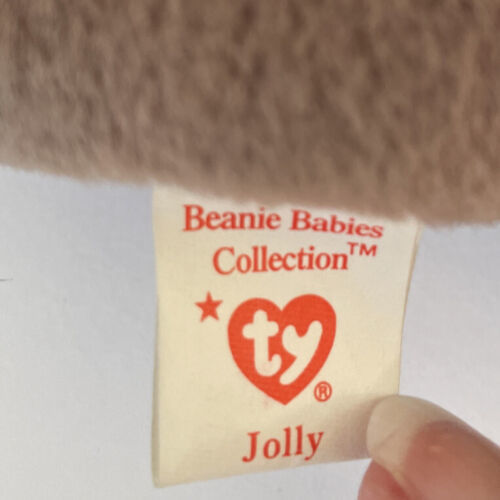 Beanie Babies
Collection™
★ ty ®
Jolly